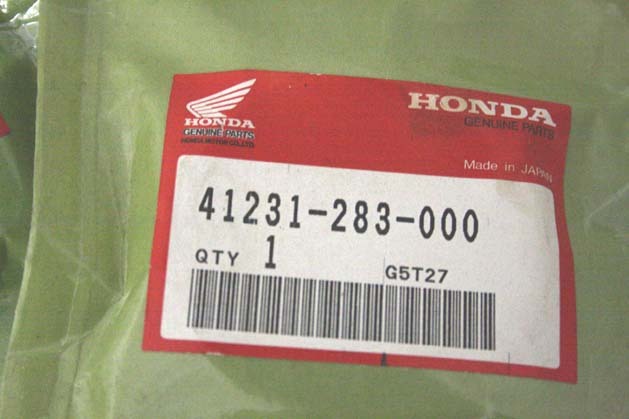 HONDA
GENUINE PARTS
HONDA MOTOR CO.,LTD.
HONDA
GENUINE PARTS
Made in JAPAN
41231-283-000
QTY 1 G5T27